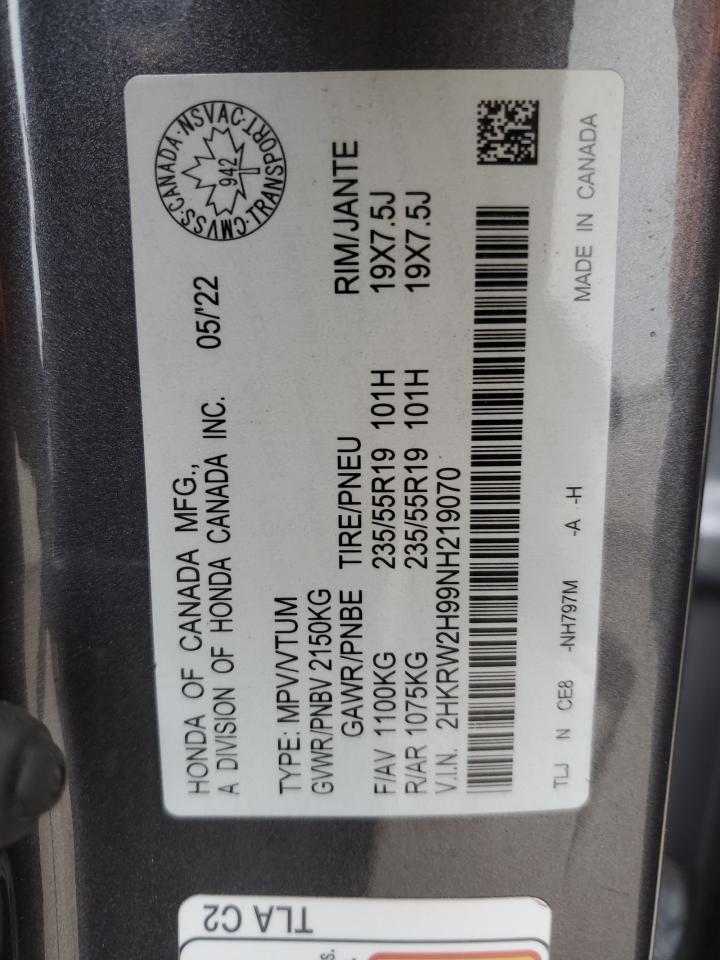 HONDA OF CANADA MFG.,
A DIVISION OF HONDA CANADA INC. 05/'22
CMVSS·CANADA·NSVAC·TRANSPORT
942
TYPE: MPV/VTUM
GVWR/PNBV 2150KG
GAWR/PNBE TIRE/PNEU RIM/JANTE
F/AV 1100KG 235/55R19 101H 19X7.5J
R/AR 1075KG 235/55R19 101H 19X7.5J
V.I.N. 2HKRW2H99NH219070
TLJ N CE8 -NH797M -A -H MADE IN CANADA
TLA C2
s.